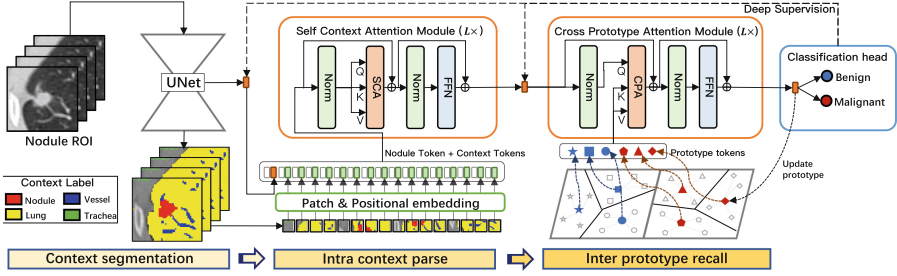 Deep Supervision
Self Context Attention Module (L×)
Cross Prototype Attention Module (L×)
Classification head
UNet
Norm
Q
K
V
SCA
Norm
FFN
Norm
Q
K
V
CPA
Norm
FFN
Benign
Malignant
Nodule ROI
Nodule Token + Context Tokens
Prototype tokens
Update
prototype
Context Label
Nodule
Vessel
Lung
Trachea
Patch & Positional embedding
Context segmentation
Intra context parse
Inter prototype recall